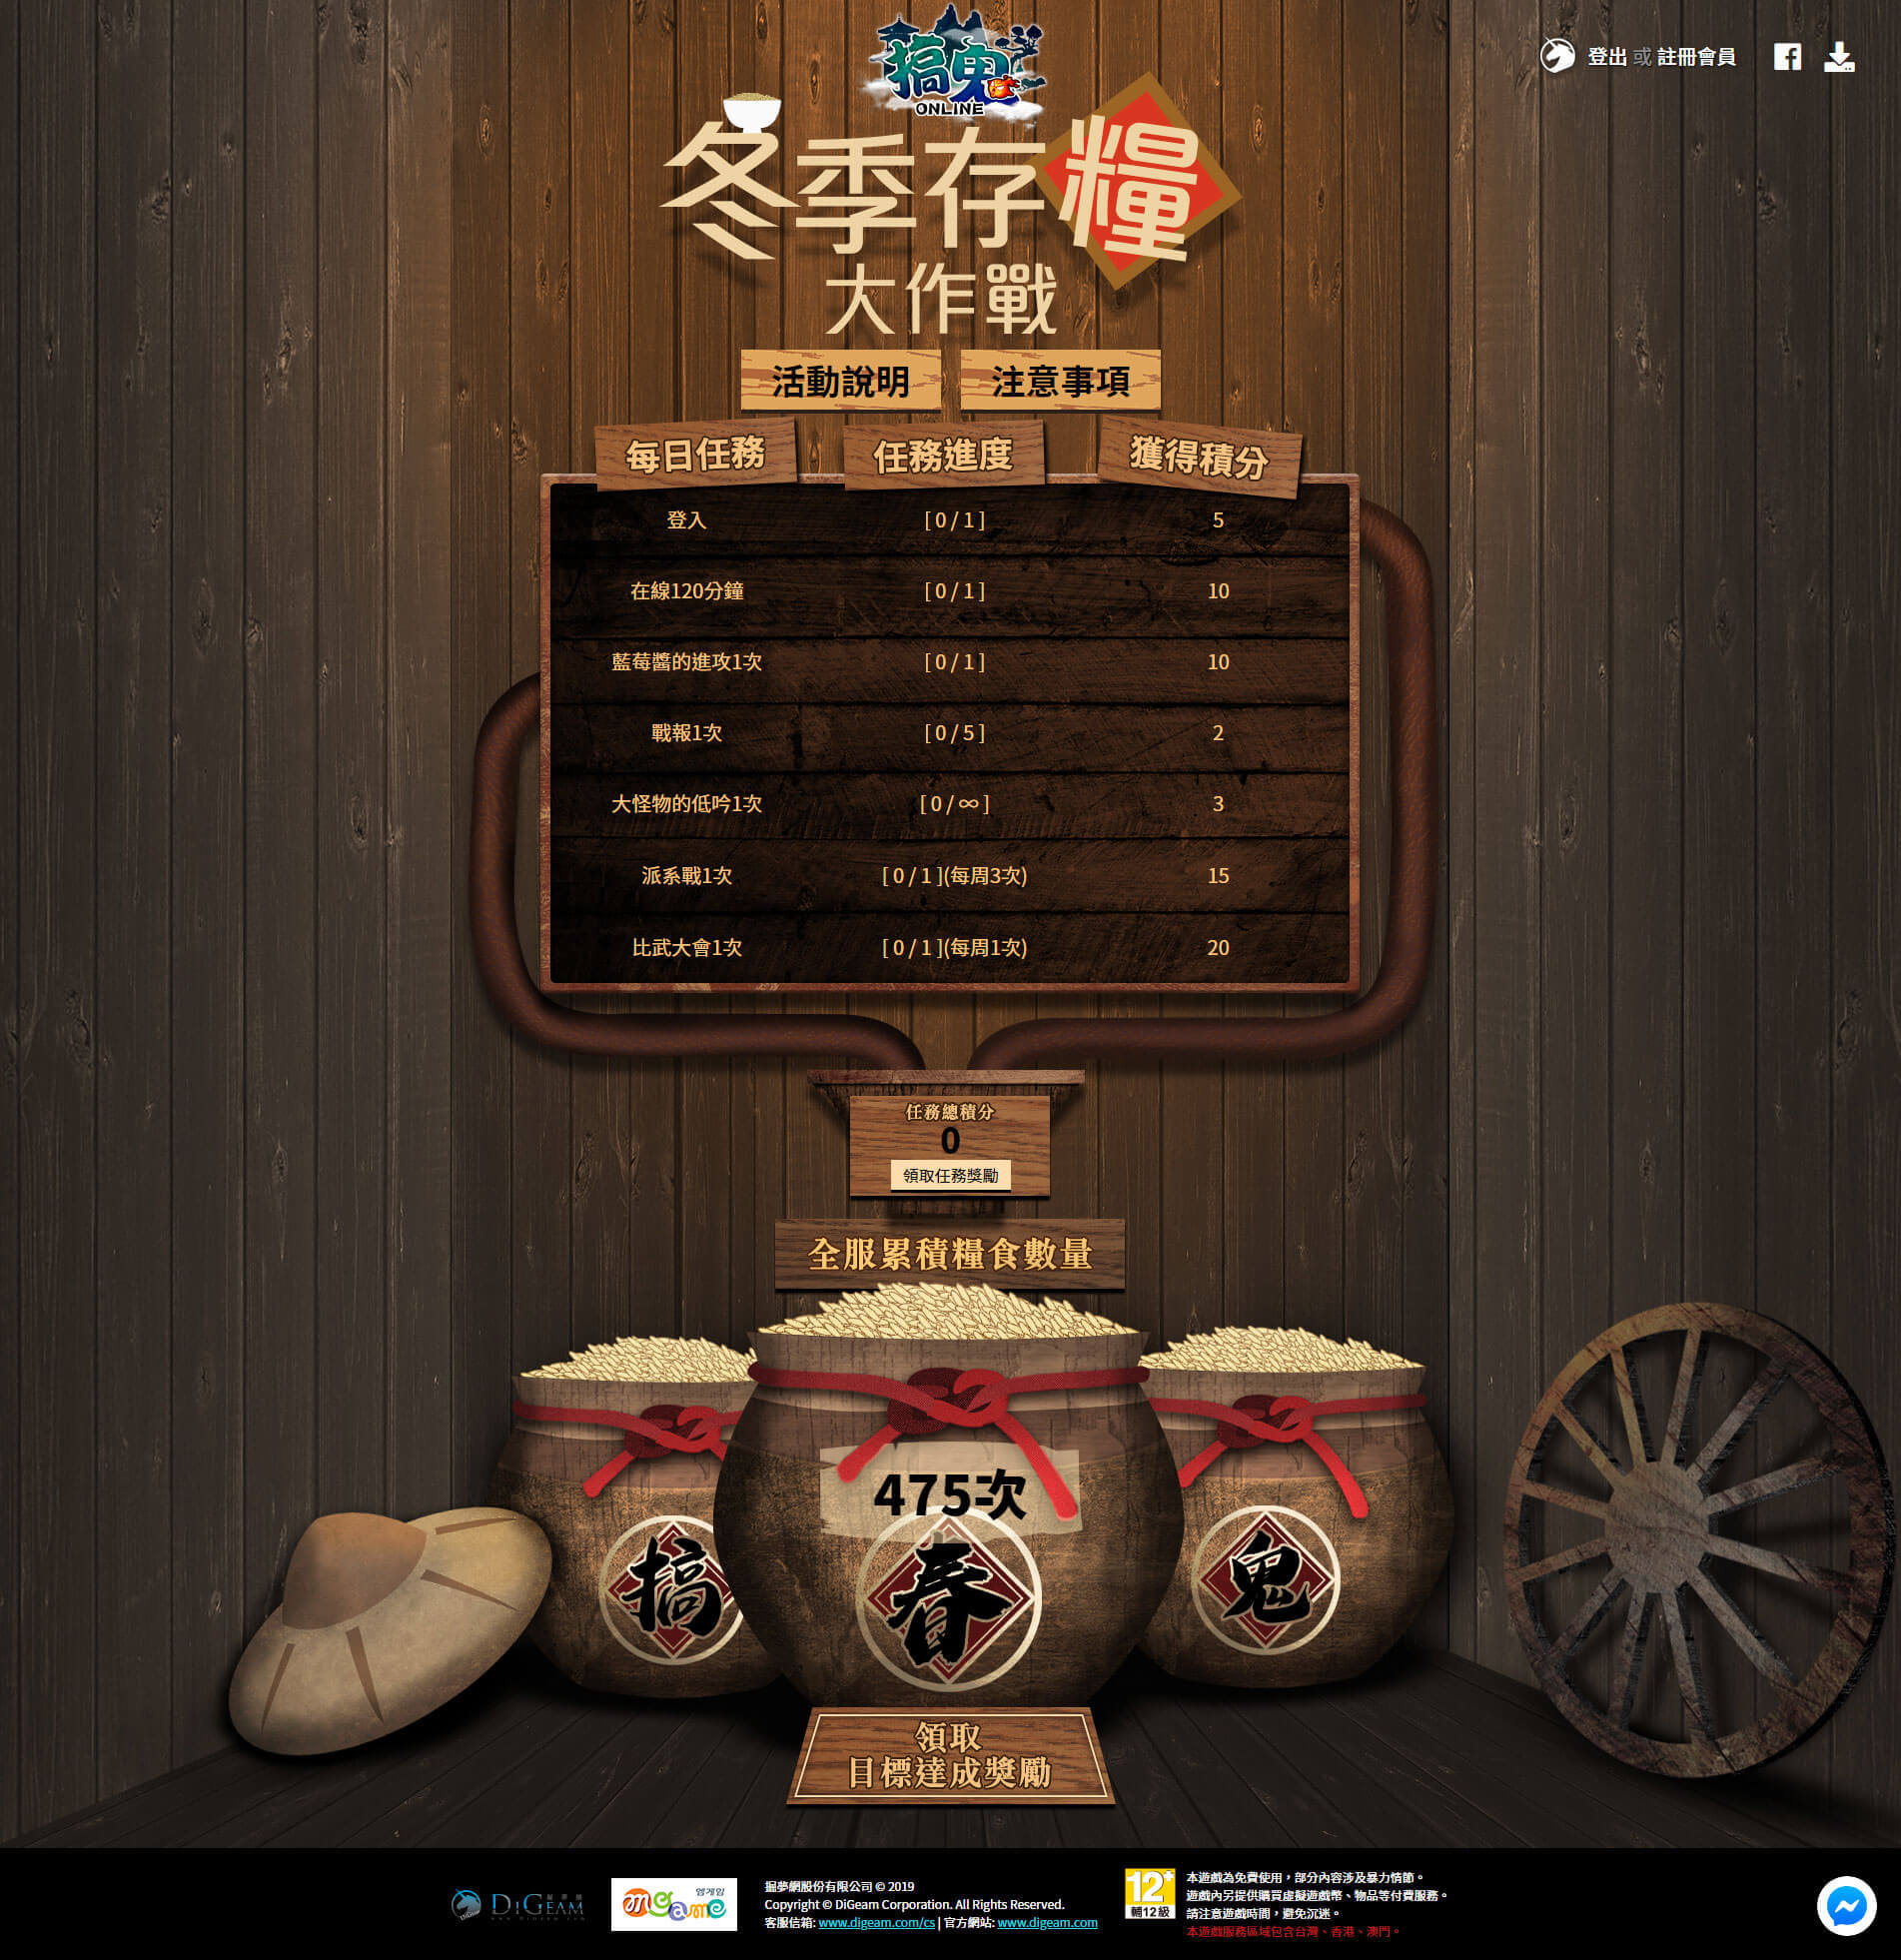 搞鬼
ONLINE
登出 或 註冊會員
冬季存糧
大作戰
活動說明 注意事項
每日任務 任務進度 獲得積分
登入 [ 0 / 1 ] 5
在線120分鐘 [ 0 / 1 ] 10
藍莓醬的進攻1次 [ 0 / 1 ] 10
戰報1次 [ 0 / 5 ] 2
大怪物的低吟1次 [ 0 / ∞ ] 3
派系戰1次 [ 0 / 1 ](每周3次) 15
比武大會1次 [ 0 / 1 ](每周1次) 20
任務總積分
0
領取任務獎勵
全服累積糧食數量
475次
搞 春 鬼
領取
目標達成獎勵
DIGEAM
엠게임
mgame
掘夢網股份有限公司 © 2019
Copyright © DiGeam Corporation. All Rights Reserved.
客服信箱: www.digeam.com/cs | 官方網站: www.digeam.com
12+
輔12級
本遊戲為免費使用，部分內容涉及暴力情節。
遊戲內另提供購買虛擬遊戲幣、物品等付費服務。
請注意遊戲時間，避免沉迷。
本遊戲服務區域包含台灣、香港、澳門。